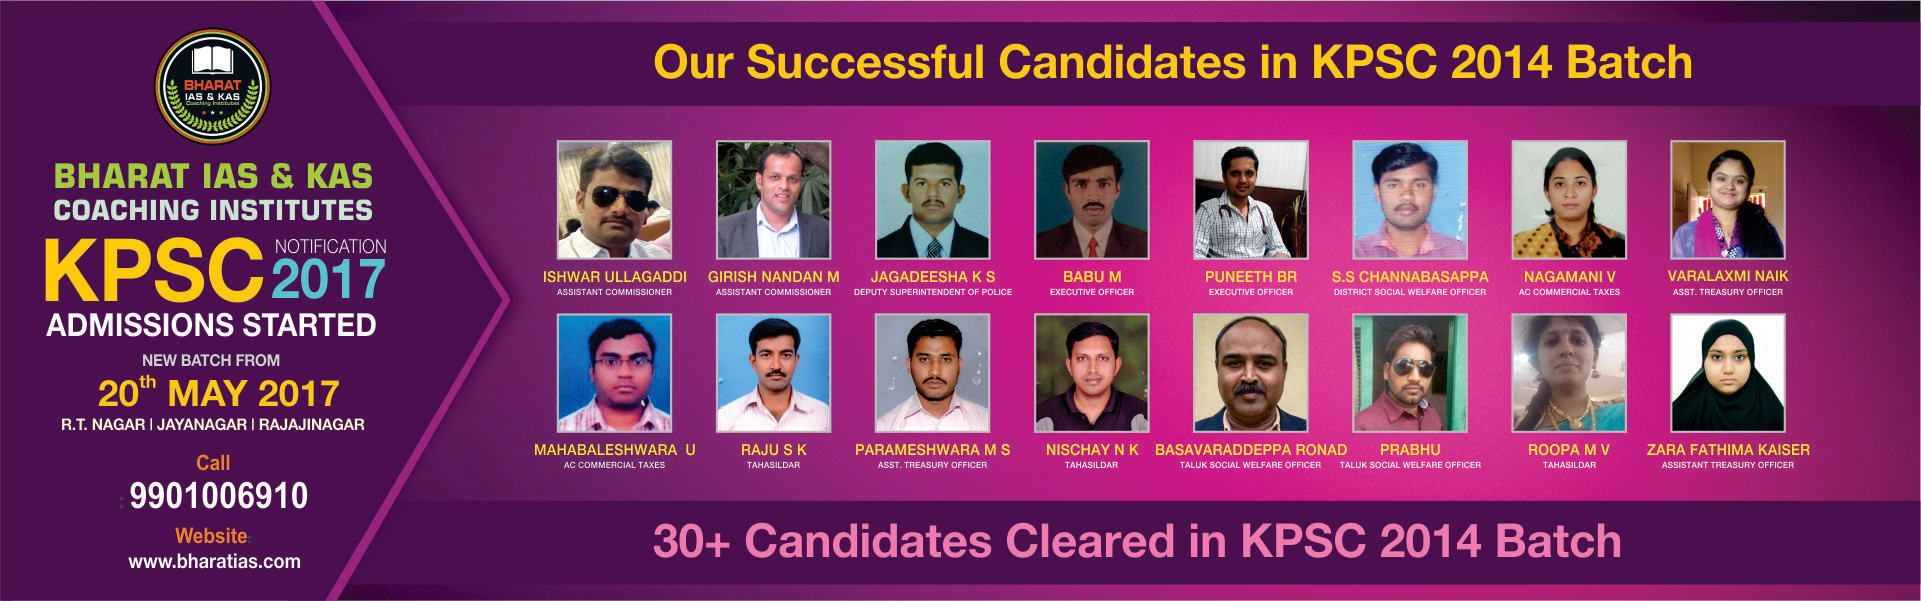 BHARAT
IAS & KAS
Coaching Institutes
BHARAT IAS & KAS
COACHING INSTITUTES
KPSC NOTIFICATION
2017
ADMISSIONS STARTED
NEW BATCH FROM
20th MAY 2017
R.T. NAGAR | JAYANAGAR | RAJAJINAGAR
Call
: 9901006910
Website:
www.bharatias.com
Our Successful Candidates in KPSC 2014 Batch
ISHWAR ULLAGADDI GIRISH NANDAN M JAGADEESHA K S BABU M PUNEETH BR S.S CHANNABASAPPA NAGAMANI V VARALAXMI NAIK
ASSISTANT COMMISSIONER ASSISTANT COMMISSIONER DEPUTY SUPERINTENDENT OF POLICE EXECUTIVE OFFICER EXECUTIVE OFFICER DISTRICT SOCIAL WELFARE OFFICER AC COMMERCIAL TAXES ASST. TREASURY OFFICER
MAHABALESHWARA U RAJU S K PARAMESHWARA M S NISCHAY N K BASAVARADDEPPA RONAD PRABHU ROOPA M V ZARA FATHIMA KAISER
AC COMMERCIAL TAXES TAHASILDAR ASST. TREASURY OFFICER TAHASILDAR TALUK SOCIAL WELFARE OFFICER TALUK SOCIAL WELFARE OFFICER TAHASILDAR ASSISTANT TREASURY OFFICER
30+ Candidates Cleared in KPSC 2014 Batch